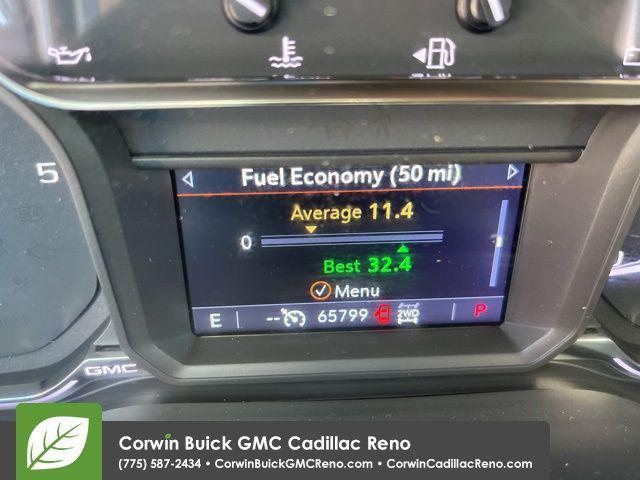 5
Fuel Economy (50 mi)
Average 11.4
0
Best 32.4
Menu
E -- 65799 2WD P
GMC
Corwin Buick GMC Cadillac Reno
(775) 587-2434 • CorwinBuickGMCReno.com • CorwinCadillacReno.com